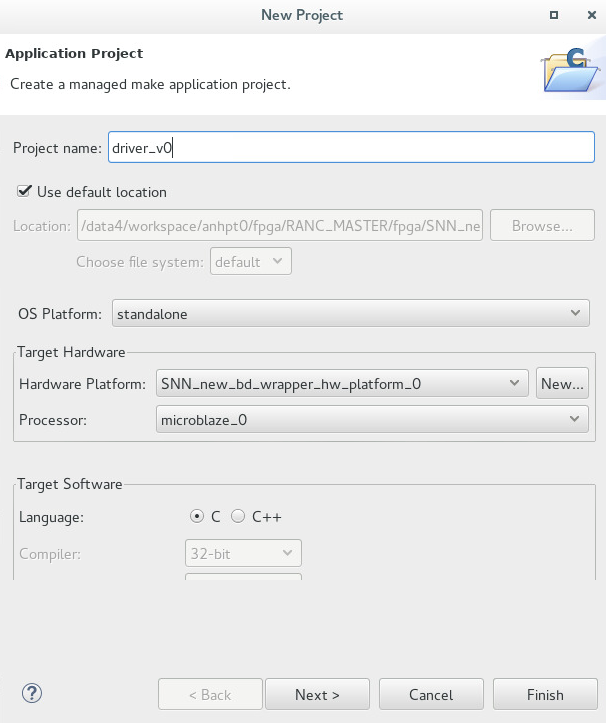 New Project
Application Project
Create a managed make application project.
Project name: driver_v0
Use default location
Location: /data4/workspace/anhpt0/fpga/RANC_MASTER/fpga/SNN_ne Browse...
Choose file system: default
OS Platform: standalone
Target Hardware
Hardware Platform: SNN_new_bd_wrapper_hw_platform_0 New...
Processor: microblaze_0
Target Software
Language: C C++
Compiler: 32-bit
< Back Next > Cancel Finish